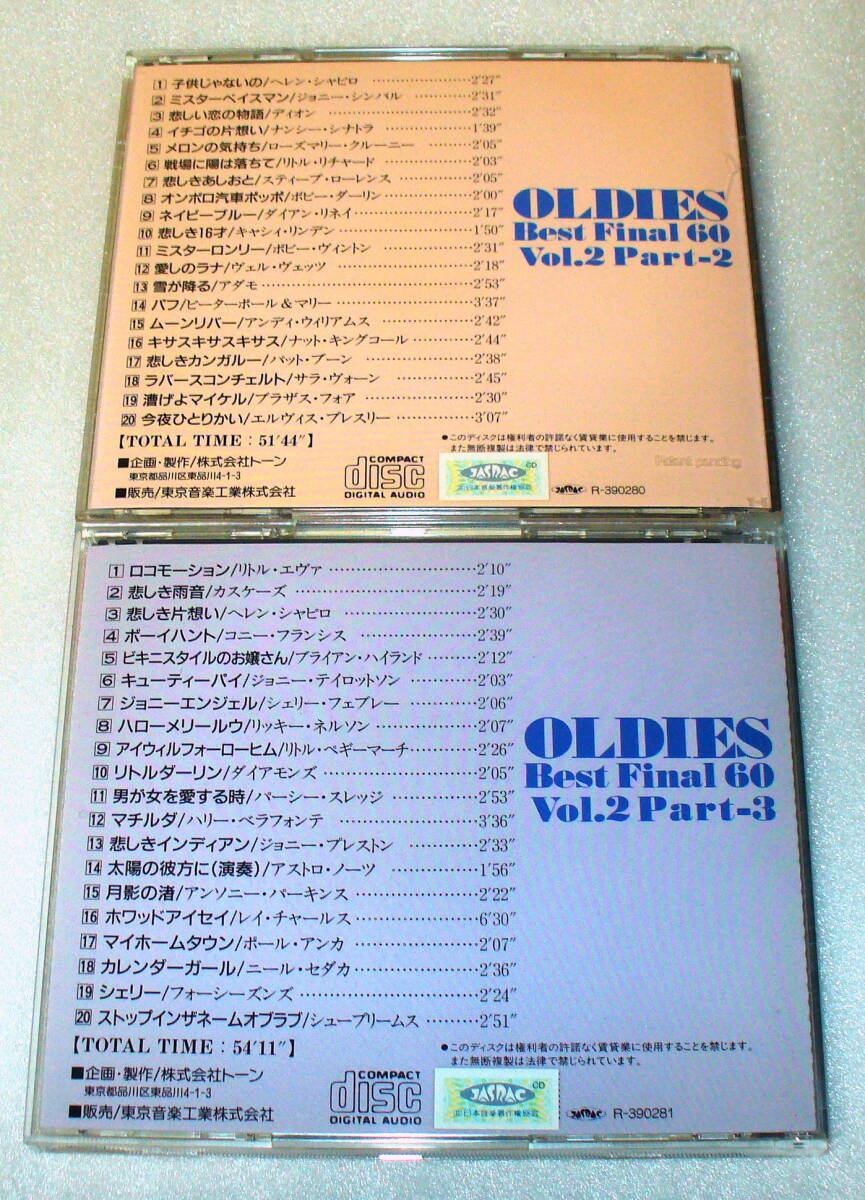 1 子供じゃないの/ヘレン・シャピロ ………………2'27"
2 ミスターベイスマン/ジョニー・シンバル …………2'31"
3 悲しい恋の物語/ディオン ………………2'32"
4 イチゴの片想い/ナンシー・シナトラ ………………1'39"
5 メロンの気持ち/ローズマリー・クルーニー …………2'05"
6 戦場に陽は落ちて/リトル・リチャード ………………2'03"
7 悲しきあしおと/スティーブ・ローレンス ……………2'05"
8 オンボロ汽車ポッポ/ボビー・ダーリン ………………2'00"
9 ネイビーブルー/ダイアン・リネイ ………………2'17"
10 悲しき16才/キャシィ・リンデン ………………1'50"
11 ミスターロンリー/ボビー・ヴィントン ………………2'31"
12 愛しのラナ/ヴェル・ヴェッツ ………………2'18"
13 雪が降る/アダモ ………………2'53"
14 パフ/ピーターポール&マリー ………………3'37"
15 ムーンリバー/アンディ・ウィリアムス ………………2'42"
16 キサスキサスキサス/ナット・キングコール …………2'44"
17 悲しきカンガルー/パット・ブーン ………………2'38"
18 ラバースコンチェルト/サラ・ヴォーン ……………2'45"
19 漕げよマイケル/ブラザス・フォア ………………2'30"
20 今夜ひとりかい/エルヴィス・プレスリー ……………3'07"
【TOTAL TIME : 51'44"】
OLDIES
Best Final 60
Vol.2 Part-2
●このディスクは権利者の許諾なく賃貸業に使用することを禁じます。
また無断複製は法律で禁じられています。
■企画・製作/株式会社トーン
東京都品川区東品川4-1-3
■販売/東京音楽工業株式会社
COMPACT
disc
DIGITAL AUDIO
JASRAC
CD
日本音楽著作権協会
JASRAC
R-390280
Patent pending
1 ロコモーション/リトル・エヴァ ………………2'10"
2 悲しき雨音/カスケーズ ………………2'19"
3 悲しき片想い/ヘレン・シャピロ ………………2'30"
4 ボーイハント/コニー・フランシス ………………2'39"
5 ビキニスタイルのお嬢さん/ブライアン・ハイランド ………2'12"
6 キューティーパイ/ジョニー・テイロットソン …………2'03"
7 ジョニーエンジェル/シェリー・フェブレー …………2'06"
8 ハローメリールウ/リッキー・ネルソン ……………2'07"
9 アイウィルフォーローヒム/リトル・ペギーマーチ…………2'26"
10 リトルダーリン/ダイアモンズ ………………2'05"
11 男が女を愛する時/パーシー・スレッジ ……………2'53"
12 マチルダ/ハリー・ベラフォンテ ………………3'36"
13 悲しきインディアン/ジョニー・プレストン …………2'33"
14 太陽の彼方に(演奏)/アストロ・ノーツ ……………1'56"
15 月影の渚/アンソニー・パーキンス ………………2'22"
16 ホワッドアイセイ/レイ・チャールス ………………6'30"
17 マイホームタウン/ポール・アンカ ………………2'07"
18 カレンダーガール/ニール・セダカ ………………2'36"
19 シェリー/フォーシーズンズ ………………2'24"
20 ストップインザネームオブラブ/シュープリームス ………2'51"
【TOTAL TIME : 54'11"】
OLDIES
Best Final 60
Vol.2 Part-3
●このディスクは権利者の許諾なく賃貸業に使用することを禁じます。
また無断複製は法律で禁じられています。
■企画・製作/株式会社トーン
東京都品川区東品川4-1-3
■販売/東京音楽工業株式会社
COMPACT
disc
DIGITAL AUDIO
JASRAC
CD
日本音楽著作権協会
JASRAC
R-390281